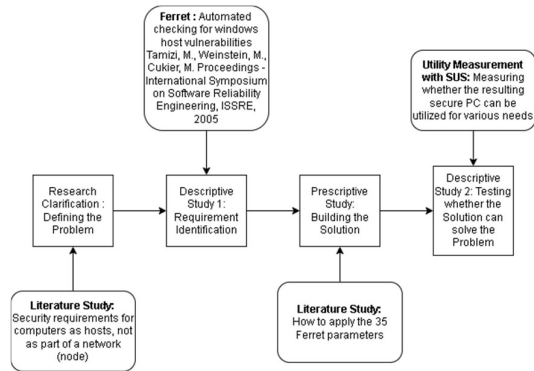 Ferret : Automated
checking for windows
host vulnerabilities
Tamizi, M., Weinstein, M.,
Cukier, M. Proceedings -
International Symposium
on Software Reliability
Engineering, ISSRE,
2005
Utility Measurement
with SUS: Measuring
whether the resulting
secure PC can be
utilized for various needs
Research
Clarification :
Defining the
Problem
Descriptive Study 1:
Requirement
Identification
Prescriptive
Study:
Building the
Solution
Descriptive
Study 2: Testing
whether the
Solution can
solve the
Problem
Literature Study:
Security requirements for
computers as hosts, not
as part of a network
(node)
Literature Study:
How to apply the 35
Ferret parameters